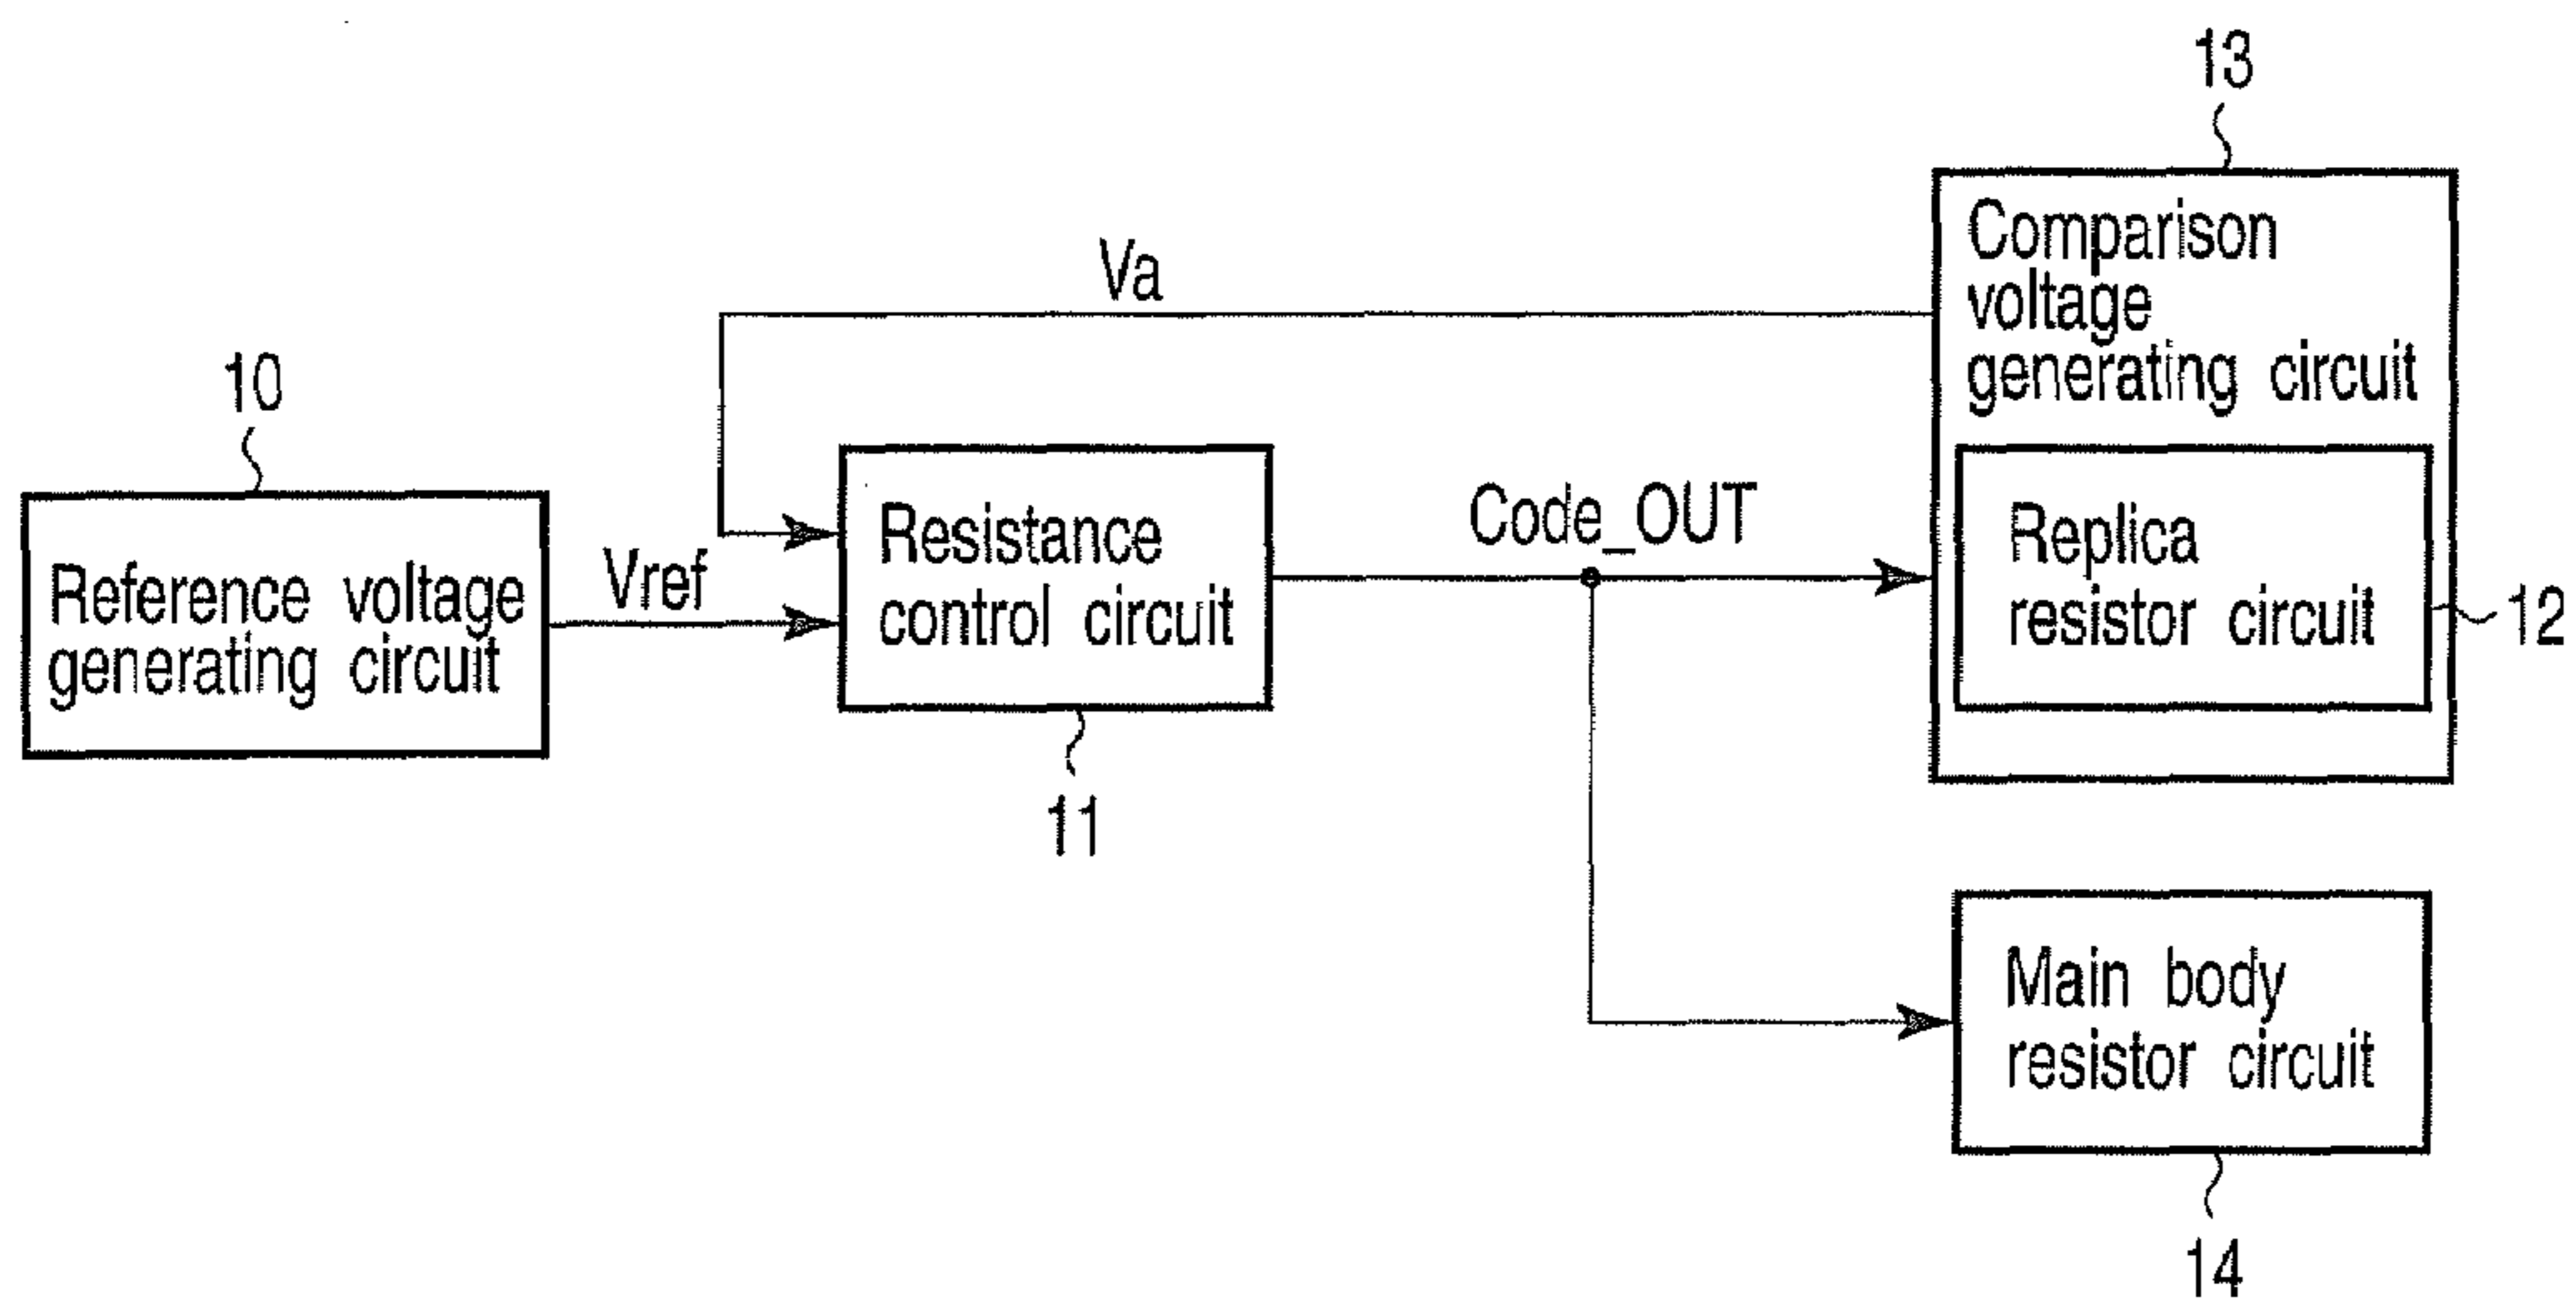 13
Comparison
voltage
generating circuit
Va
10
Reference voltage
generating circuit
Vref
Resistance
control circuit
11
Code_OUT
Replica
resistor circuit
12
Main body
resistor circuit
14